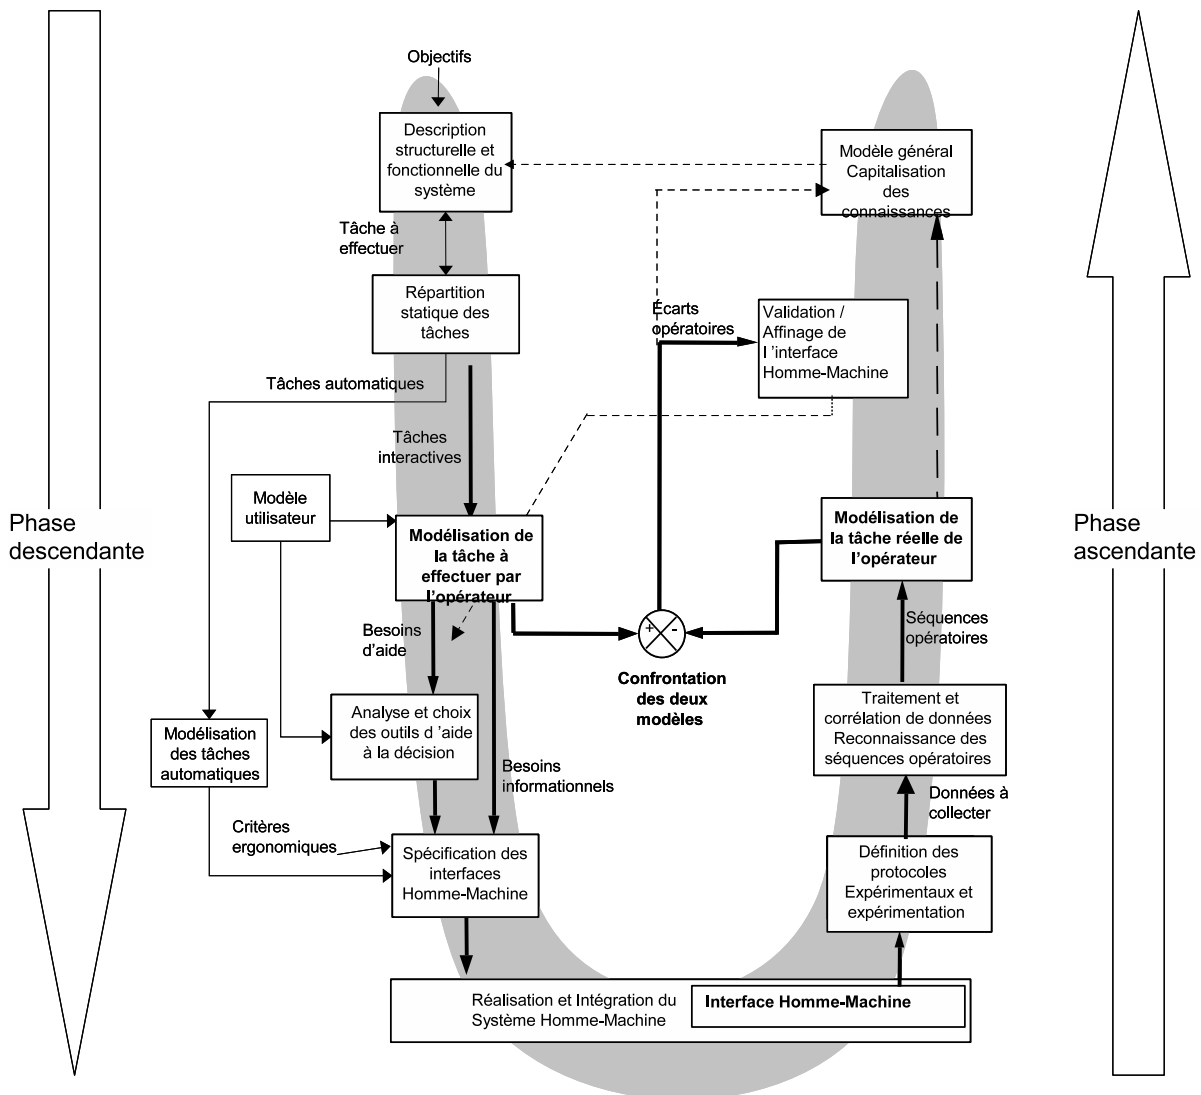 Objectifs
Description
structurelle et
fonctionnelle du
système
Tâche à
effectuer
Répartition
statique des
tâches
Tâches automatiques
Tâches
interactives
Modèle
utilisateur
Phase
descendante
Modélisation de
la tâche à
effectuer par
l'opérateur
Besoins
d'aide
Analyse et choix
des outils d 'aide
à la décision
Modélisation
des tâches
automatiques
Besoins
informationnels
Critères
ergonomiques
Spécification des
interfaces
Homme-Machine
Réalisation et Intégration du
Système Homme-Machine
Interface Homme-Machine
Définition des
protocoles
Expérimentaux et
expérimentation
Données à
collecter
Traitement et
corrélation de données
Reconnaissance des
séquences opératoires
Séquences
opératoires
Modélisation de
la tâche réelle de
l'opérateur
Confrontation
des deux
modèles
+
-
Écarts
opératoires
Validation /
Affinage de
l 'interface
Homme-Machine
Modèle général
Capitalisation
des
connaissances
Phase
ascendante